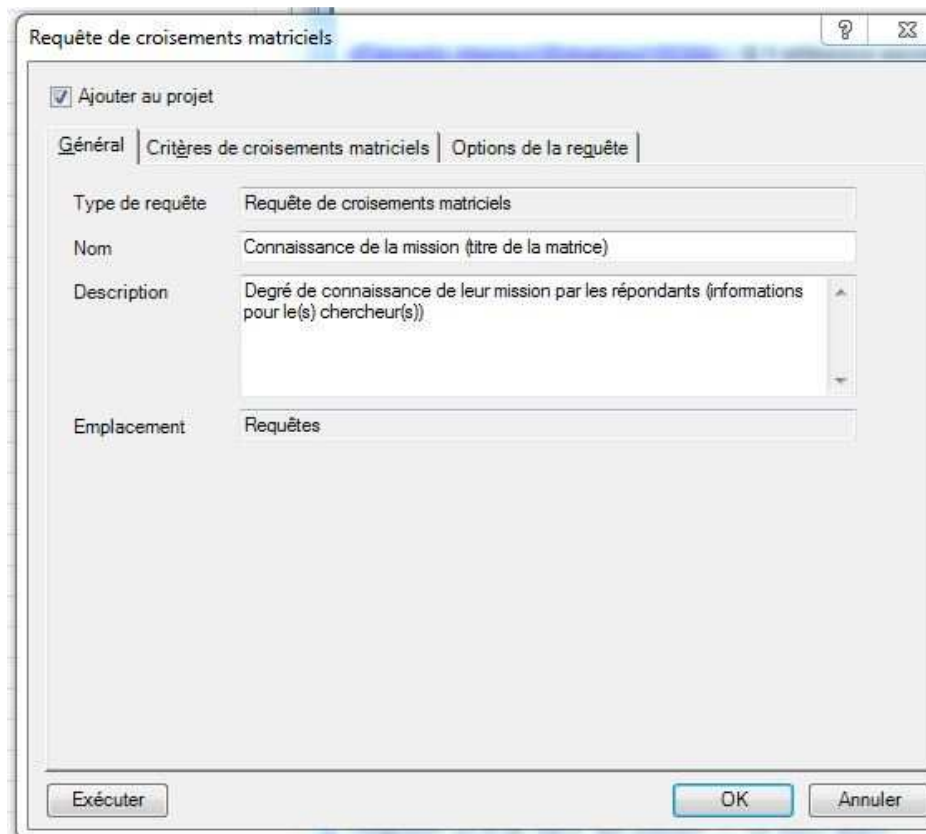 Requête de croisements matriciels
Ajouter au projet
Général Critères de croisements matriciels Options de la requête
Type de requête Requête de croisements matriciels
Nom Connaissance de la mission (titre de la matrice)
Description Degré de connaissance de leur mission par les répondants (informations
pour le(s) chercheur(s))
Emplacement Requêtes
Exécuter OK Annuler